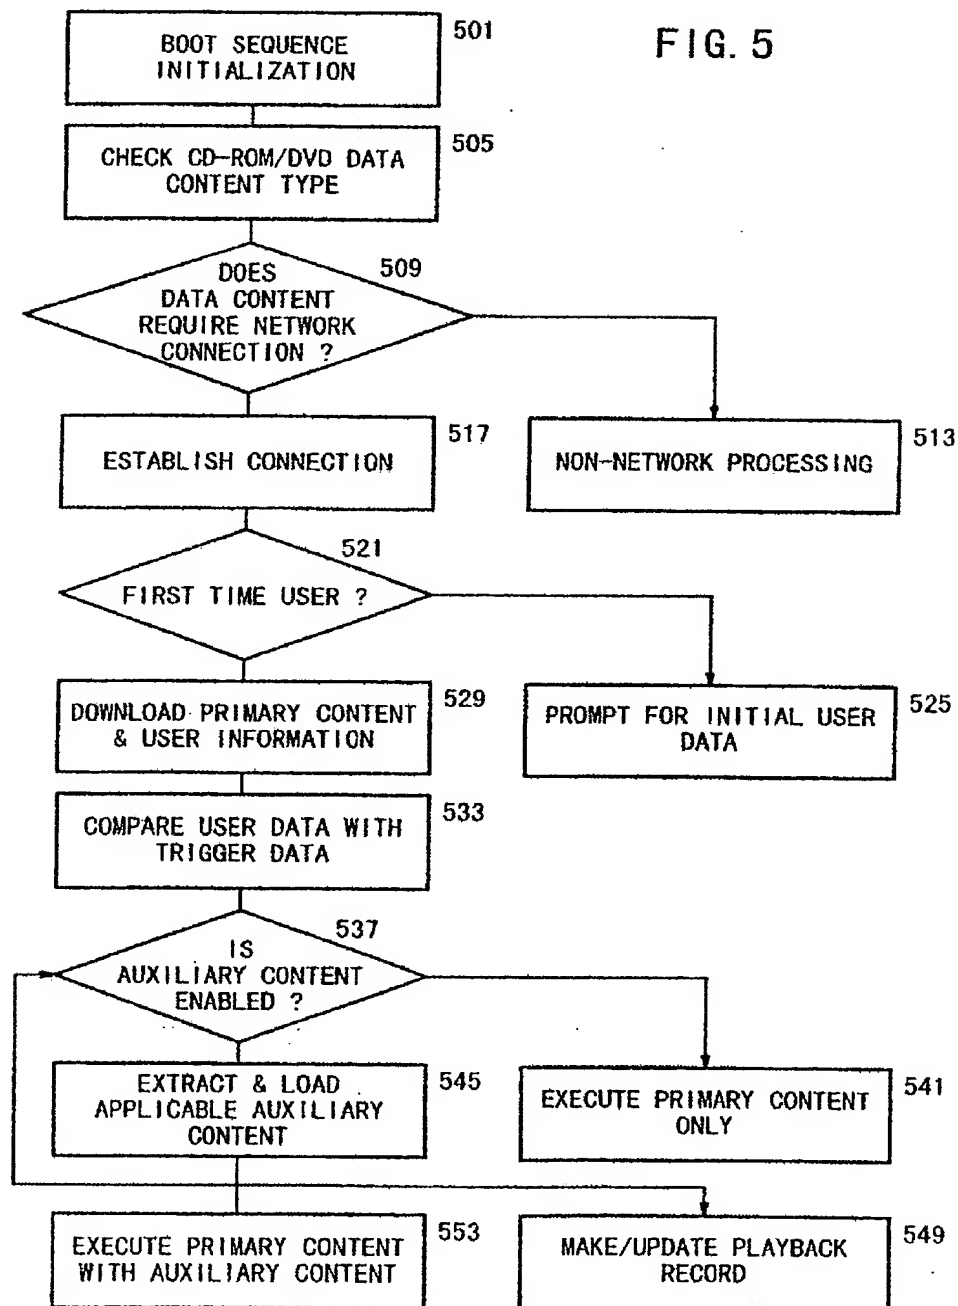 FIG. 5
BOOT SEQUENCE
INITIALIZATION
501
CHECK CD-ROM/DVD DATA
CONTENT TYPE
505
DOES
DATA CONTENT
REQUIRE NETWORK
CONNECTION ?
509
ESTABLISH CONNECTION
517
NON-NETWORK PROCESSING
513
FIRST TIME USER ?
521
DOWNLOAD PRIMARY CONTENT
& USER INFORMATION
529
PROMPT FOR INITIAL USER
DATA
525
COMPARE USER DATA WITH
TRIGGER DATA
533
IS
AUXILIARY CONTENT
ENABLED ?
537
EXTRACT & LOAD
APPLICABLE AUXILIARY
CONTENT
545
EXECUTE PRIMARY CONTENT
ONLY
541
EXECUTE PRIMARY CONTENT
WITH AUXILIARY CONTENT
553
MAKE/UPDATE PLAYBACK
RECORD
549